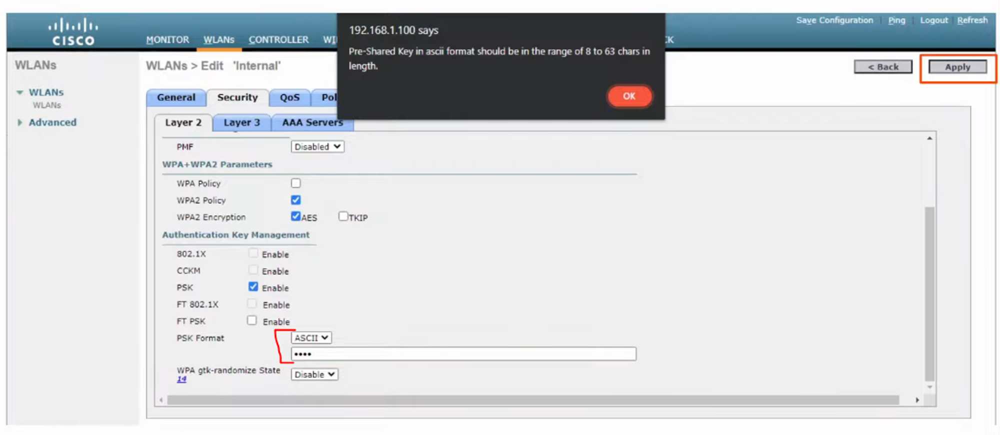 192.168.1.100 says
Pre-Shared Key in ascii format should be in the range of 8 to 63 chars in
length.
OK
Save Configuration Ping Logout Refresh
CISCO
MONITOR WLANs CONTROLLER
WLANs
WLANs > Edit 'Internal'
< Back Apply
WLANs
WLANs
Advanced
General Security QoS
Layer 2 Layer 3 AAA Servers
PMF Disabled
WPA+WPA2 Parameters
WPA Policy
WPA2 Policy
WPA2 Encryption AES TKIP
Authentication Key Management
802.1X Enable
CCKM Enable
PSK Enable
FT 802.1X Enable
FT PSK Enable
PSK Format ASCII
••••
WPA gtk-randomize State Disable
14